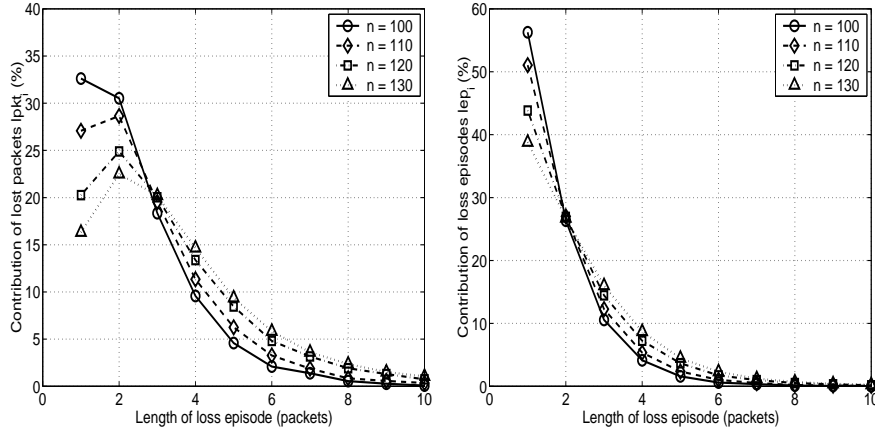 Contribution of lost packets lpkt_i (%)
40
35
30
25
20
15
10
5
0
0 2 4 6 8 10
Length of loss episode (packets)
n = 100
n = 110
n = 120
n = 130
Contribution of loss episodes lep_i (%)
60
50
40
30
20
10
0
0 2 4 6 8 10
Length of loss episode (packets)
n = 100
n = 110
n = 120
n = 130